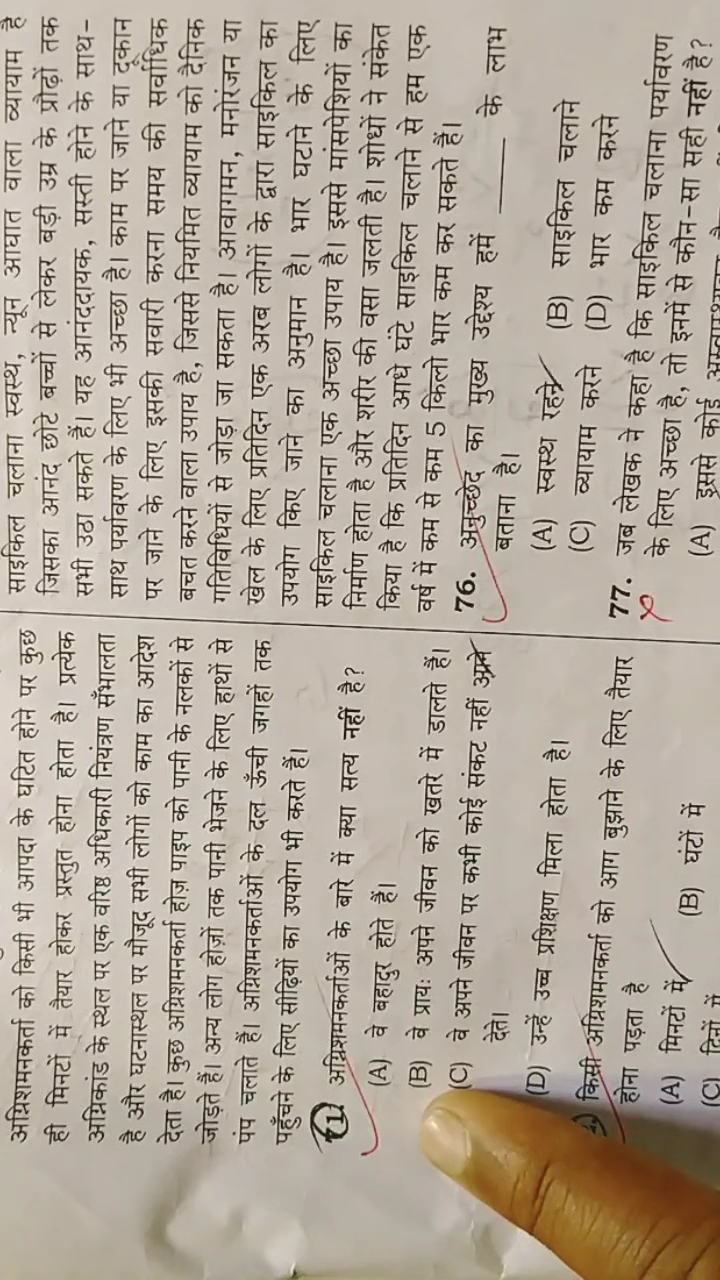 अग्निशमनकर्ता को किसी भी आपदा के घटित होने पर कुछ
ही मिनटों में तैयार होकर प्रस्तुत होना होता है। प्रत्येक
अग्निकांड के स्थल पर एक वरिष्ठ अधिकारी नियंत्रण सँभालता
है और घटनास्थल पर मौजूद सभी लोगों को काम का आदेश
देता है। कुछ अग्निशमनकर्ता होज़ पाइप को पानी के नलकों से
जोड़ते हैं। अन्य लोग होज़ों तक पानी भेजने के लिए हाथों से
पंप चलाते हैं। अग्निशमनकर्ताओं के दल ऊँची जगहों तक
पहुँचने के लिए सीढ़ियों का उपयोग भी करते हैं।
अग्निशमनकर्ताओं के बारे में क्या सत्य नहीं है?
(A) वे बहादुर होते हैं।
(B) वे प्रायः अपने जीवन को खतरे में डालते हैं।
(C) वे अपने जीवन पर कभी कोई संकट नहीं आने
देते।
(D) उन्हें उच्च प्रशिक्षण मिला होता है।
किसी अग्निशमनकर्ता को आग बुझाने के लिए तैयार
होना पड़ता है
(A) मिनटों में (B) घंटों में
(C) दिनों में
साइकिल चलाना स्वस्थ, न्यून आघात वाला व्यायाम है
जिसका आनंद छोटे बच्चों से लेकर बड़ी उम्र के प्रौढ़ों तक
सभी उठा सकते हैं। यह आनंददायक, सस्ती होने के साथ-
साथ पर्यावरण के लिए भी अच्छा है। काम पर जाने या दूकान
पर जाने के लिए इसकी सवारी करना समय की सर्वाधिक
बचत करने वाला उपाय है, जिससे नियमित व्यायाम को दैनिक
गतिविधियों से जोड़ा जा सकता है। आवागमन, मनोरंजन या
खेल के लिए प्रतिदिन एक अरब लोगों के द्वारा साइकिल का
उपयोग किए जाने का अनुमान है। भार घटाने के लिए
साइकिल चलाना एक अच्छा उपाय है। इससे मांसपेशियों का
निर्माण होता है और शरीर की वसा जलती है। शोधों ने संकेत
किया है कि प्रतिदिन आधे घंटे साइकिल चलाने से हम एक
वर्ष में कम से कम 5 किलो भार कम कर सकते हैं।
76. अनुच्छेद का मुख्य उद्देश्य हमें ______ के लाभ
बताना है।
(A) स्वस्थ रहने (B) साइकिल चलाने
(C) व्यायाम करने (D) भार कम करने
77. जब लेखक ने कहा है कि साइकिल चलाना पर्यावरण
के लिए अच्छा है, तो इनमें से कौन-सा सही नहीं है?
(A) इससे कोई